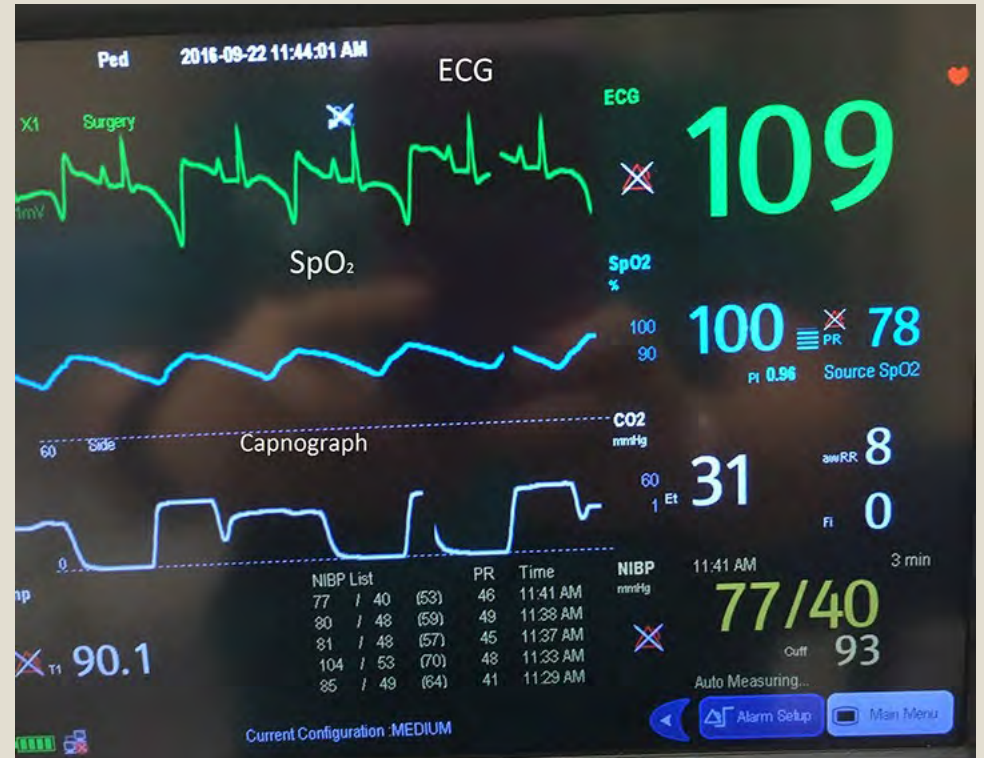 Ped 2016-09-22 11:44:01 AM
ECG
ECG
X1 Surgery
109
1mV
SpO₂
SpO2
%
100
90
100 PR 78
PI 0.96 Source SpO2
CO2
mmHg
60 Side
Capnograph
60
1
Et 31
awRR 8
Fi 0
0
NIBP List PR Time
77 / 40 (53) 46 11:41 AM
80 / 48 (59) 49 11:38 AM
81 / 48 (57) 45 11:37 AM
104 / 53 (70) 48 11:33 AM
85 / 49 (64) 41 11:29 AM
NIBP 11:41 AM 3 min
mmHg
77/40
Cuff 93
Auto Measuring...
T1 90.1
Alarm Setup Main Menu
Current Configuration :MEDIUM